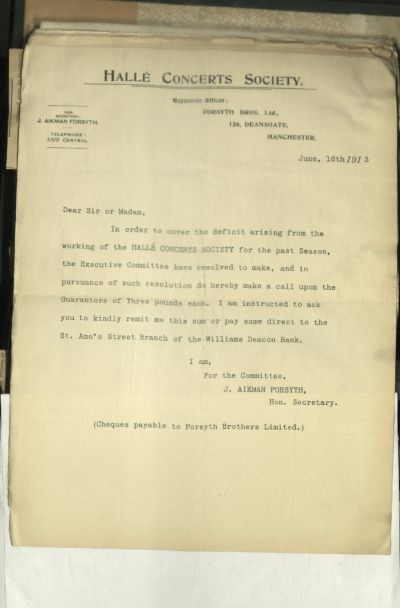 HALLÉ CONCERTS SOCIETY.
Registered Offices:
FORSYTH BROS. Ltd.,
126, DEANSGATE,
MANCHESTER.
HON. SECRETARY:
J. AIKMAN FORSYTH.
TELEPHONE:
1100 CENTRAL.
June, 16th 1913
Dear Sir or Madam,
In order to cover the deficit arising from the
working of the HALLÉ CONCERTS SOCIETY for the past Season,
the Executive Committee have resolved to make, and in
pursuance of such resolution do hereby make a call upon the
Guarantors of Three pounds each. I am instructed to ask
you to kindly remit me this sum or pay same direct to the
St. Ann's Street Branch of the Williams Deacon Bank.
I am,
For the Committee,
J. AIKMAN FORSYTH,
Hon. Secretary.
(Cheques payable to Forsyth Brothers Limited.)